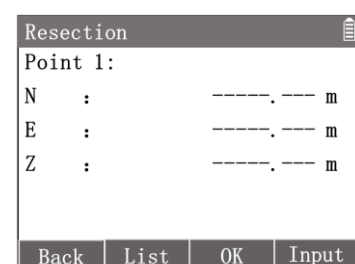 Resection
Point 1:
N : -----.--- m
E : -----.--- m
Z : -----.--- m
Back List OK Input